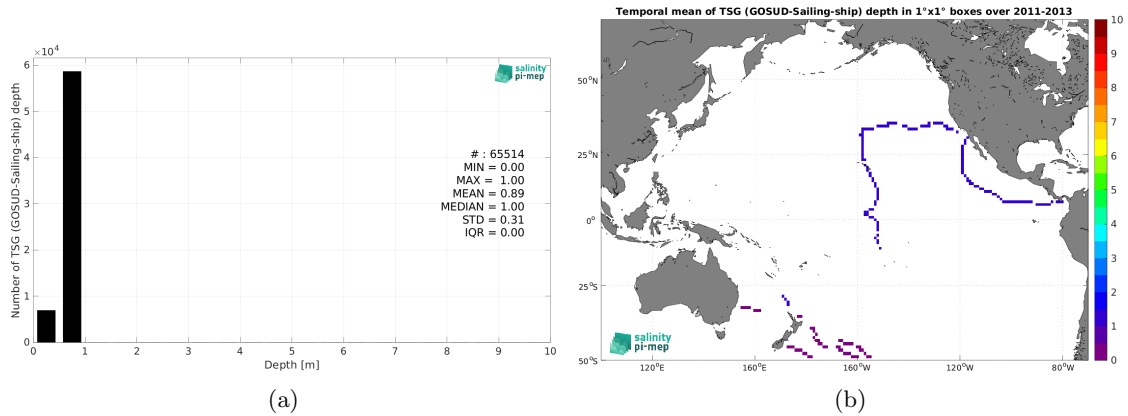 ×10⁴
6
5
4
3
2
1
0
Number of TSG (GOSUD-Sailing-ship) depth
salinity
pi-mep
# : 65514
MIN = 0.00
MAX = 1.00
MEAN = 0.89
MEDIAN = 1.00
STD = 0.31
IQR = 0.00
0 1 2 3 4 5 6 7 8 9 10
Depth [m]
(a)
Temporal mean of TSG (GOSUD-Sailing-ship) depth in 1°x1° boxes over 2011-2013
50°N
25°N
0°
25°S
50°S
salinity
pi-mep
120°E 160°E 160°W 120°W 80°W
10
9
8
7
6
5
4
3
2
1
0
(b)